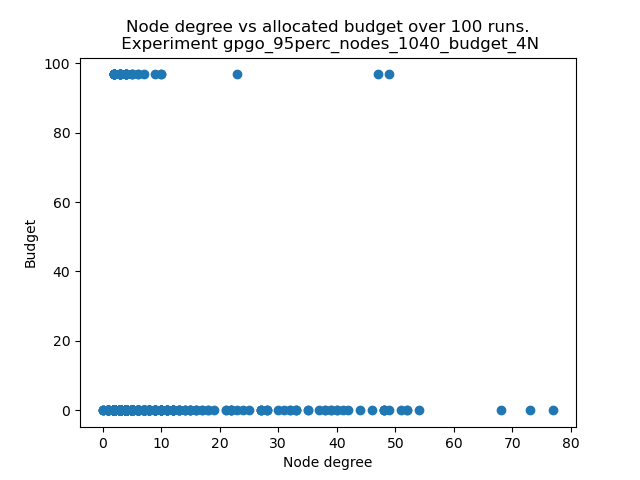 Node degree vs allocated budget over 100 runs.
Experiment gpgo_95perc_nodes_1040_budget_4N
100
80
60
40
20
0
Budget
0 10 20 30 40 50 60 70 80
Node degree